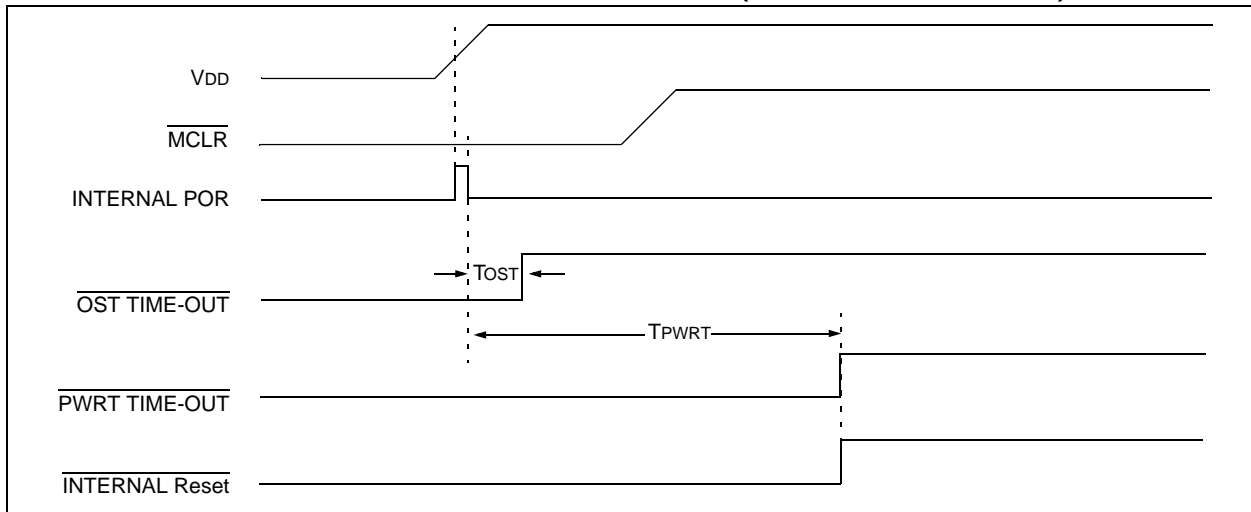 VDD
MCLR
INTERNAL POR
TOST
OST TIME-OUT
TPWRT
PWRT TIME-OUT
INTERNAL Reset